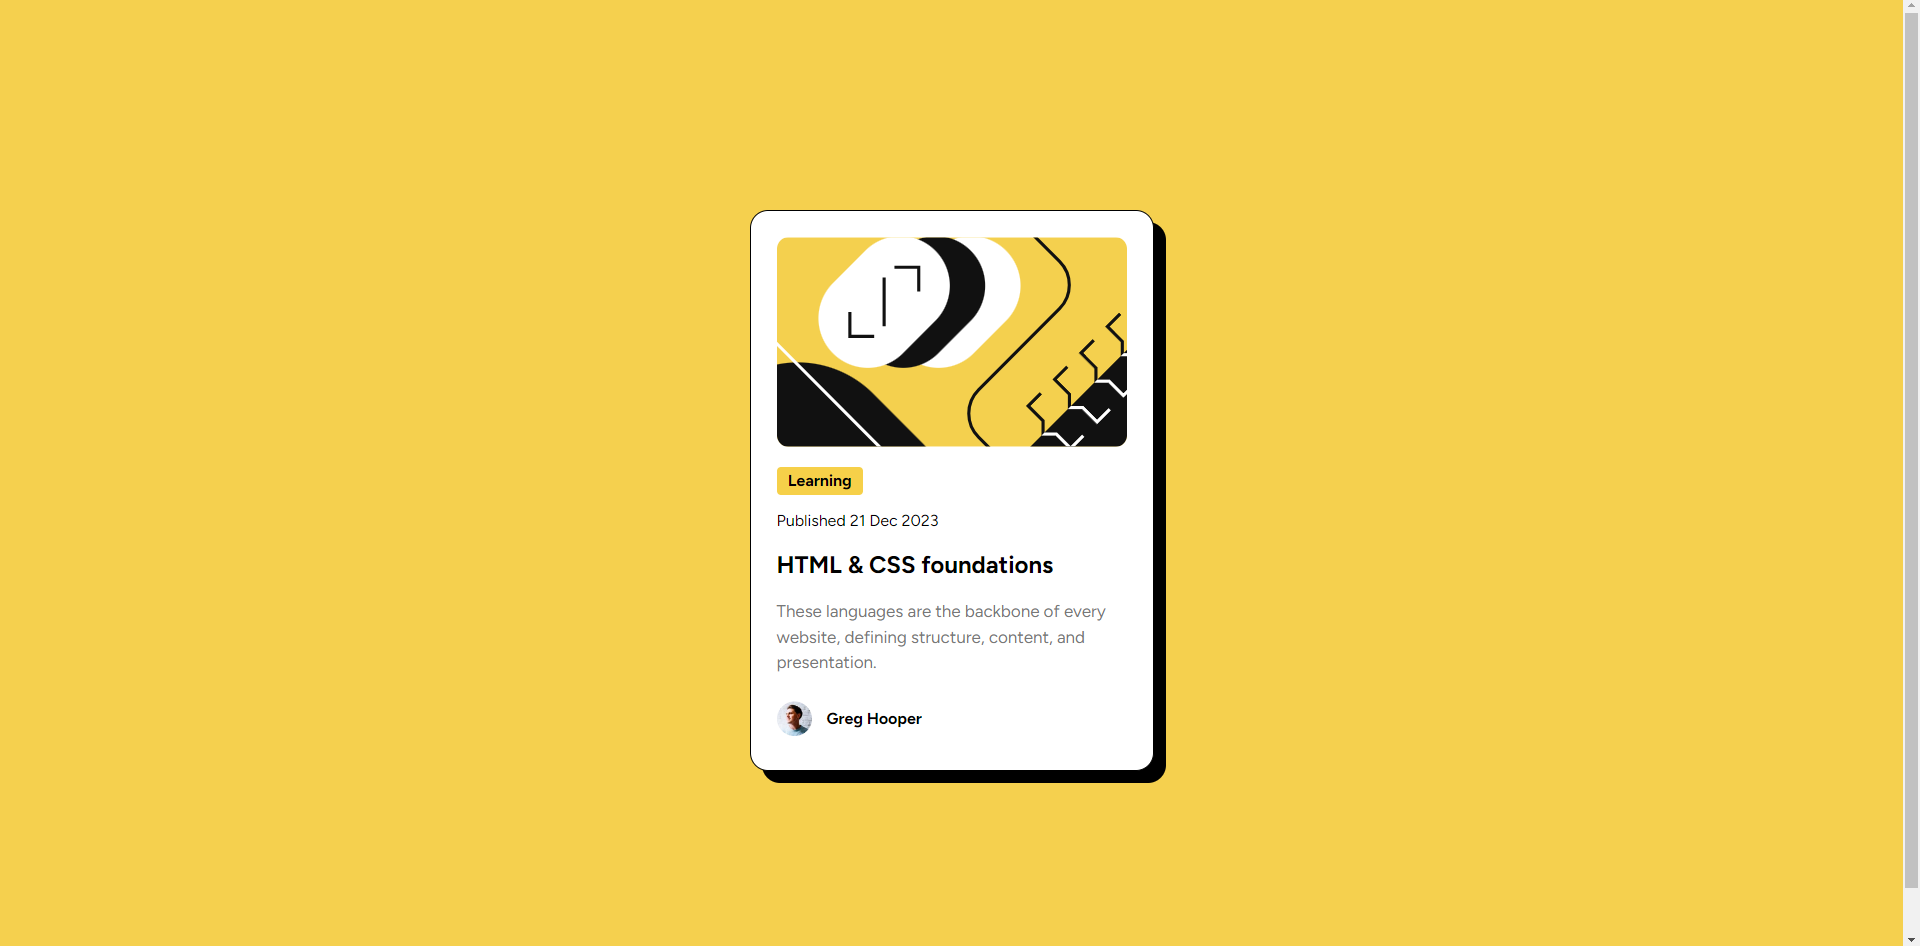 Learning
Published 21 Dec 2023
HTML & CSS foundations
These languages are the backbone of every
website, defining structure, content, and
presentation.
Greg Hooper